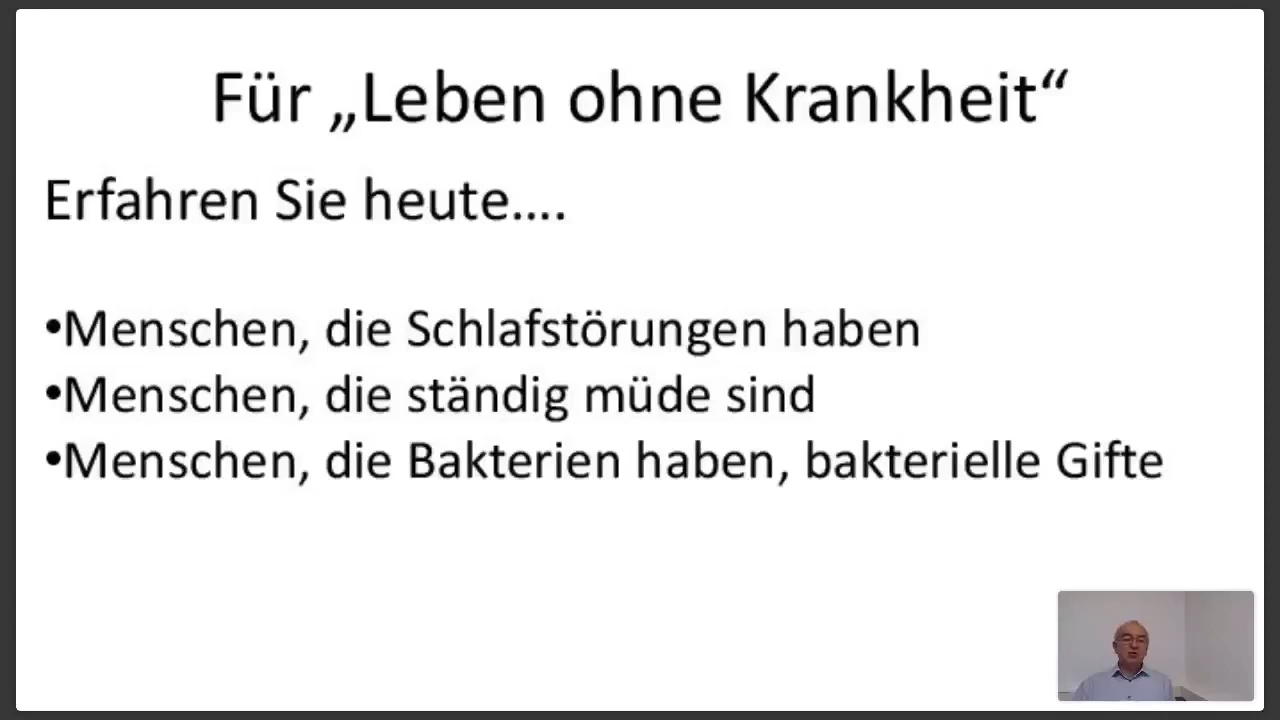 Für „Leben ohne Krankheit“
Erfahren Sie heute....
•Menschen, die Schlafstörungen haben
•Menschen, die ständig müde sind
•Menschen, die Bakterien haben, bakterielle Gifte